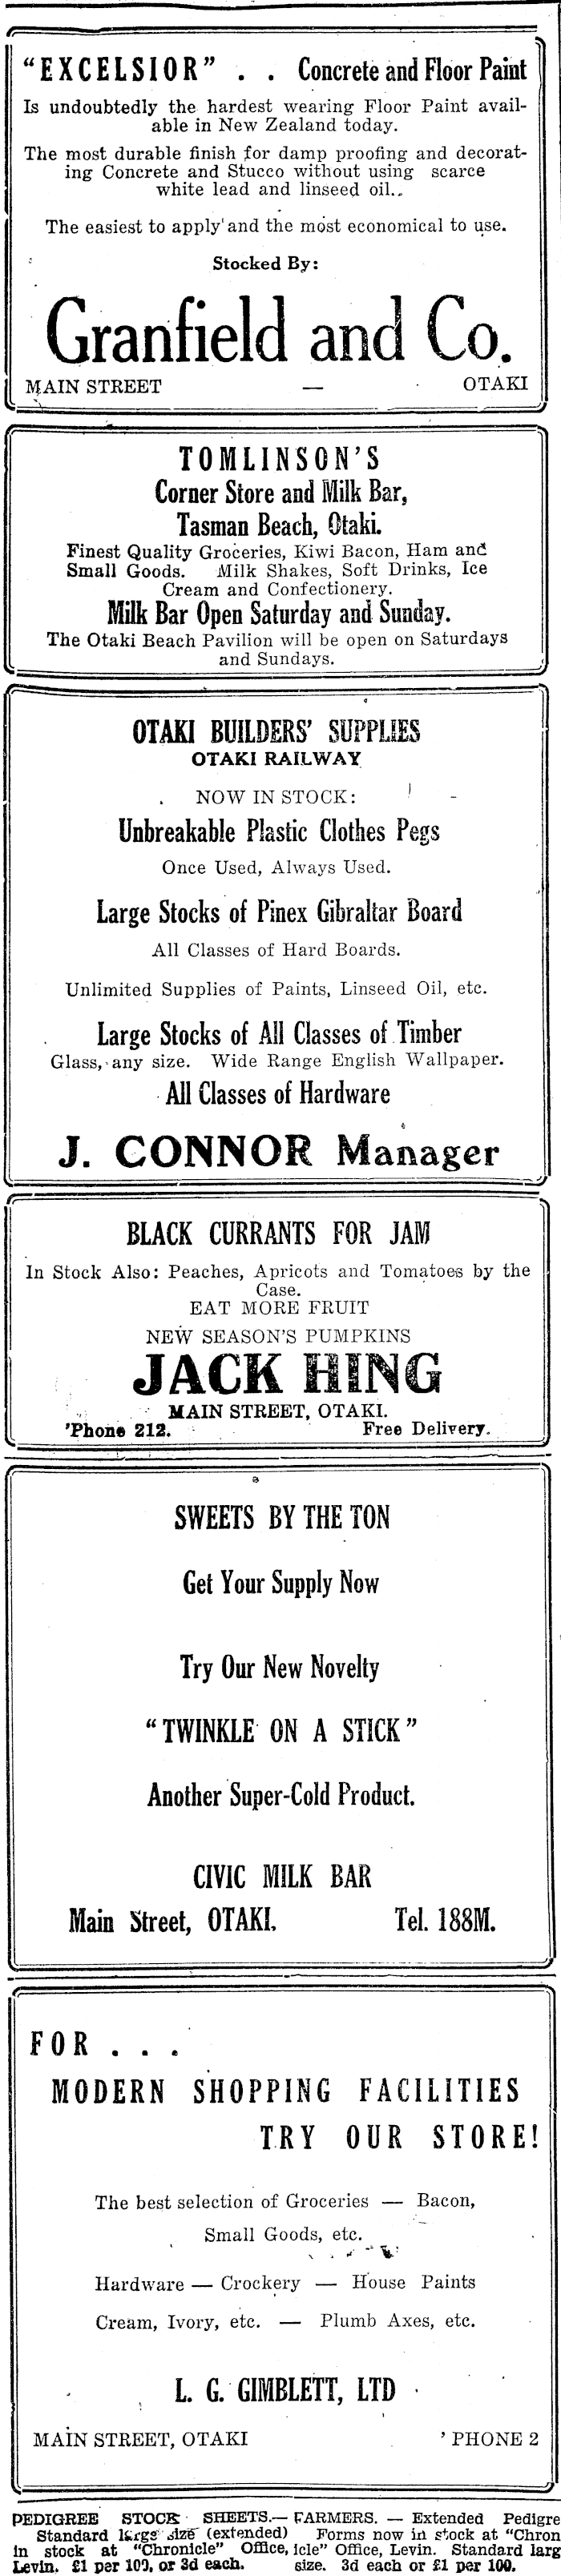 "EXCELSIOR" . . Concrete and Floor Paint
Is undoubtedly the hardest wearing Floor Paint avail-
able in New Zealand today.
The most durable finish for damp proofing and decorat-
ing Concrete and Stucco without using scarce
white lead and linseed oil..
The easiest to apply and the most economical to use.
Stocked By:
Granfield and Co.
MAIN STREET — OTAKI
TOMLINSON'S
Corner Store and Milk Bar,
Tasman Beach, Otaki.
Finest Quality Groceries, Kiwi Bacon, Ham and
Small Goods. Milk Shakes, Soft Drinks, Ice
Cream and Confectionery.
Milk Bar Open Saturday and Sunday.
The Otaki Beach Pavilion will be open on Saturdays
and Sundays.
OTAKI BUILDERS' SUPPLIES
OTAKI RAILWAY
NOW IN STOCK:
Unbreakable Plastic Clothes Pegs
Once Used, Always Used.
Large Stocks of Pinex Gibraltar Board
All Classes of Hard Boards.
Unlimited Supplies of Paints, Linseed Oil, etc.
Large Stocks of All Classes of Timber
Glass, any size. Wide Range English Wallpaper.
All Classes of Hardware
J. CONNOR Manager
BLACK CURRANTS FOR JAM
In Stock Also: Peaches, Apricots and Tomatoes by the
Case.
EAT MORE FRUIT
NEW SEASON'S PUMPKINS
JACK HING
MAIN STREET, OTAKI.
'Phone 212. Free Delivery.
SWEETS BY THE TON
Get Your Supply Now
Try Our New Novelty
"TWINKLE ON A STICK"
Another Super-Cold Product.
CIVIC MILK BAR
Main Street, OTAKI. Tel. 188M.
FOR . . .
MODERN SHOPPING FACILITIES
TRY OUR STORE!
The best selection of Groceries — Bacon,
Small Goods, etc.
Hardware — Crockery — House Paints
Cream, Ivory, etc. — Plumb Axes, etc.
L. G. GIMBLETT, LTD
MAIN STREET, OTAKI 'PHONE 2
PEDIGREE STOCK SHEETS.—
Standard large size (extended)
in stock at "Chronicle" Office,
Levin. £1 per 100, or 3d each.
FARMERS. — Extended Pedigre
Forms now in stock at "Chron
icle" Office, Levin. Standard larg
size. 3d each or £1 per 100.